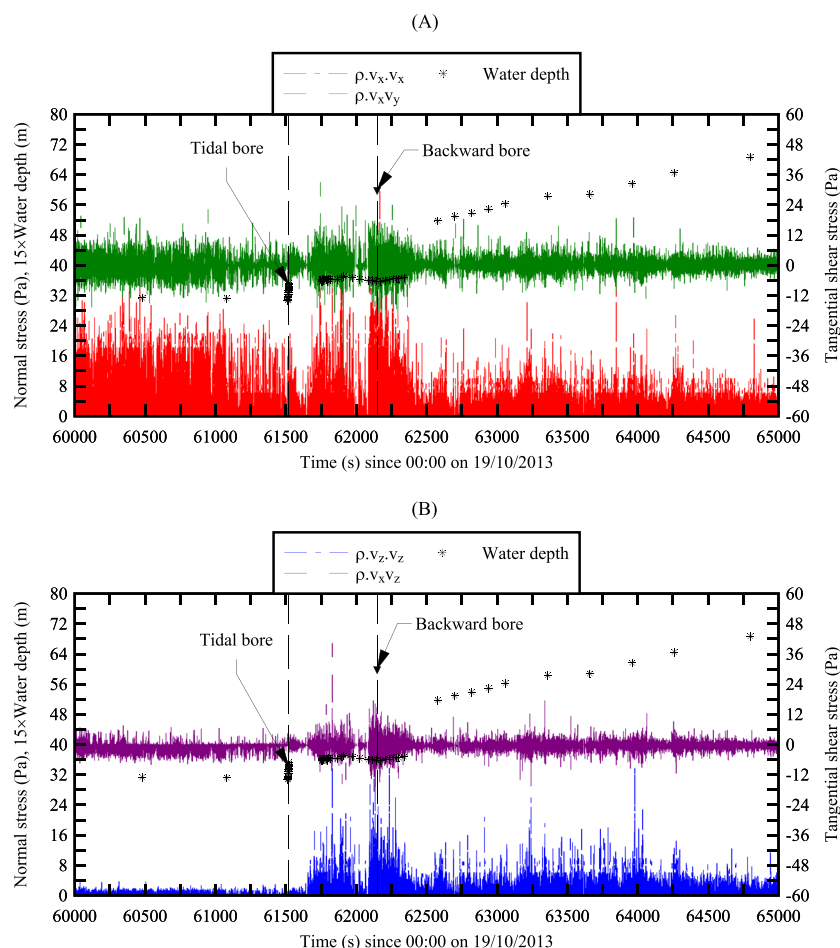 (A)
ρ.vₓ.vₓ * Water depth
ρ.vₓvᵧ
Normal stress (Pa), 15×Water depth (m)
80 72 64 56 48 40 32 24 16 8 0
Tidal bore
Backward bore
60 48 36 24 12 0 -12 -24 -36 -48 -60
Tangential shear stress (Pa)
60000 60500 61000 61500 62000 62500 63000 63500 64000 64500 65000
Time (s) since 00:00 on 19/10/2013
(B)
ρ.v_z.v_z * Water depth
ρ.vₓv_z
Normal stress (Pa), 15×Water depth (m)
80 72 64 56 48 40 32 24 16 8 0
Tidal bore
Backward bore
60 48 36 24 12 0 -12 -24 -36 -48 -60
Tangential shear stress (Pa)
60000 60500 61000 61500 62000 62500 63000 63500 64000 64500 65000
Time (s) since 00:00 on 19/10/2013